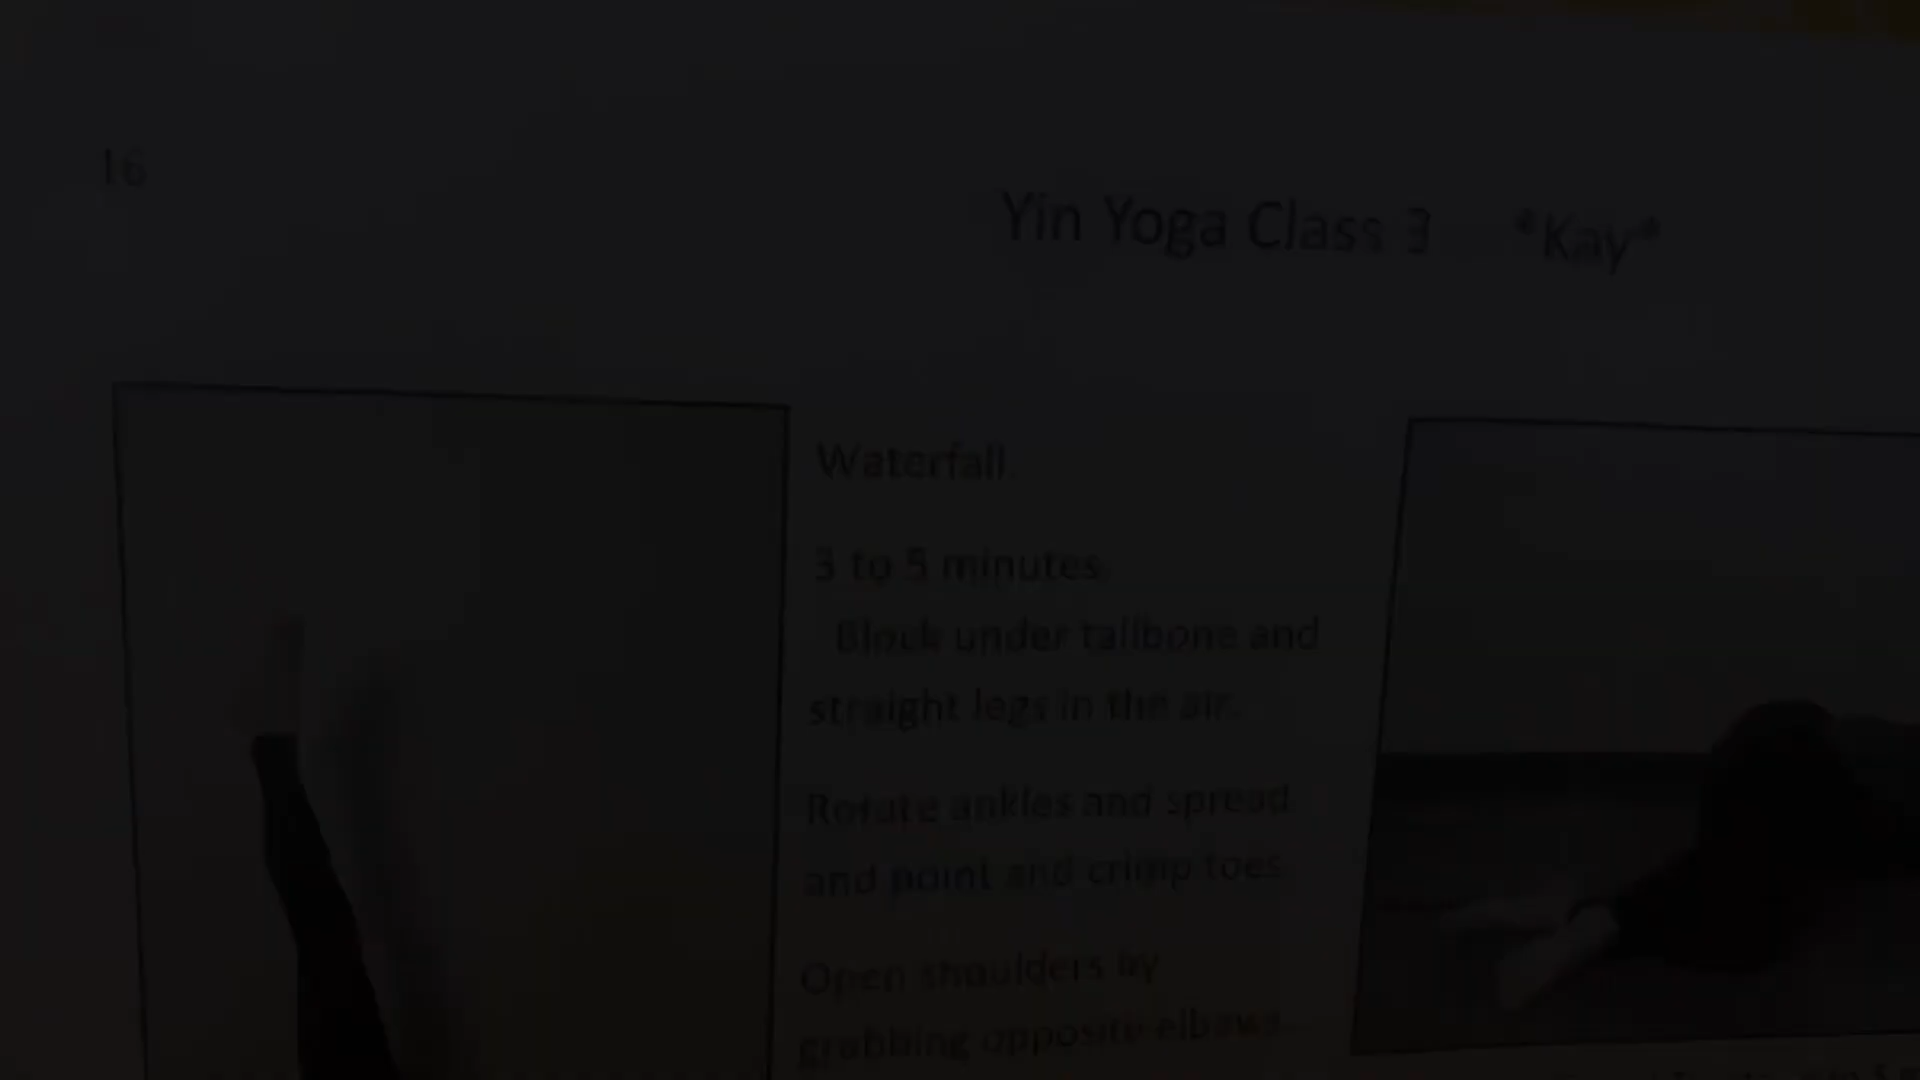 16
Yin Yoga Class 3 *Kay*
Waterfall.
3 to 5 minutes.
Block under tailbone and
straight legs in the air.
Rotate ankles and spread
and point and crimp toes.
Open shoulders by
grabbing opposite elbows.